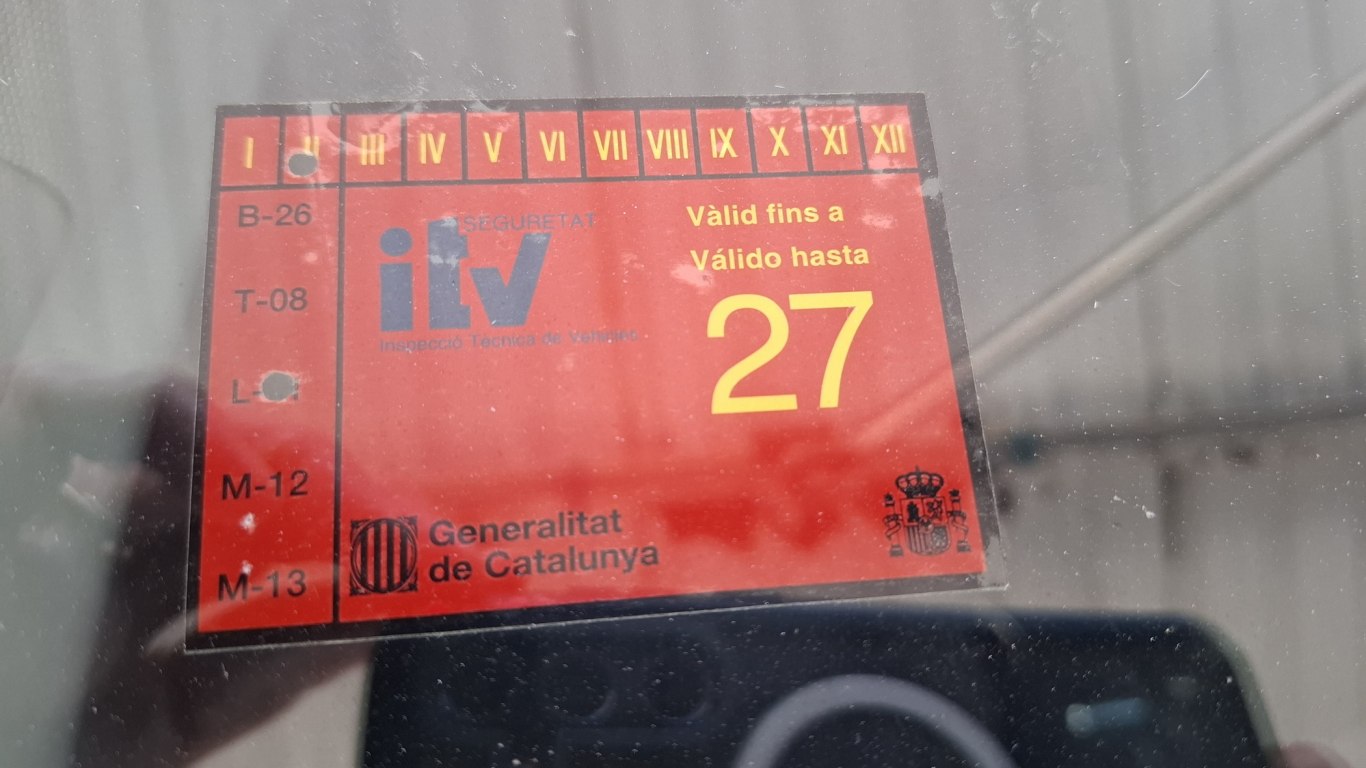 I II III IV V VI VII VIII IX X XI XII
B-26
T-08
M-12
M-13
SEGURETAT
itv
Inspecció Tècnica de Vehicles
Vàlid fins a
Válido hasta
27
Generalitat
de Catalunya